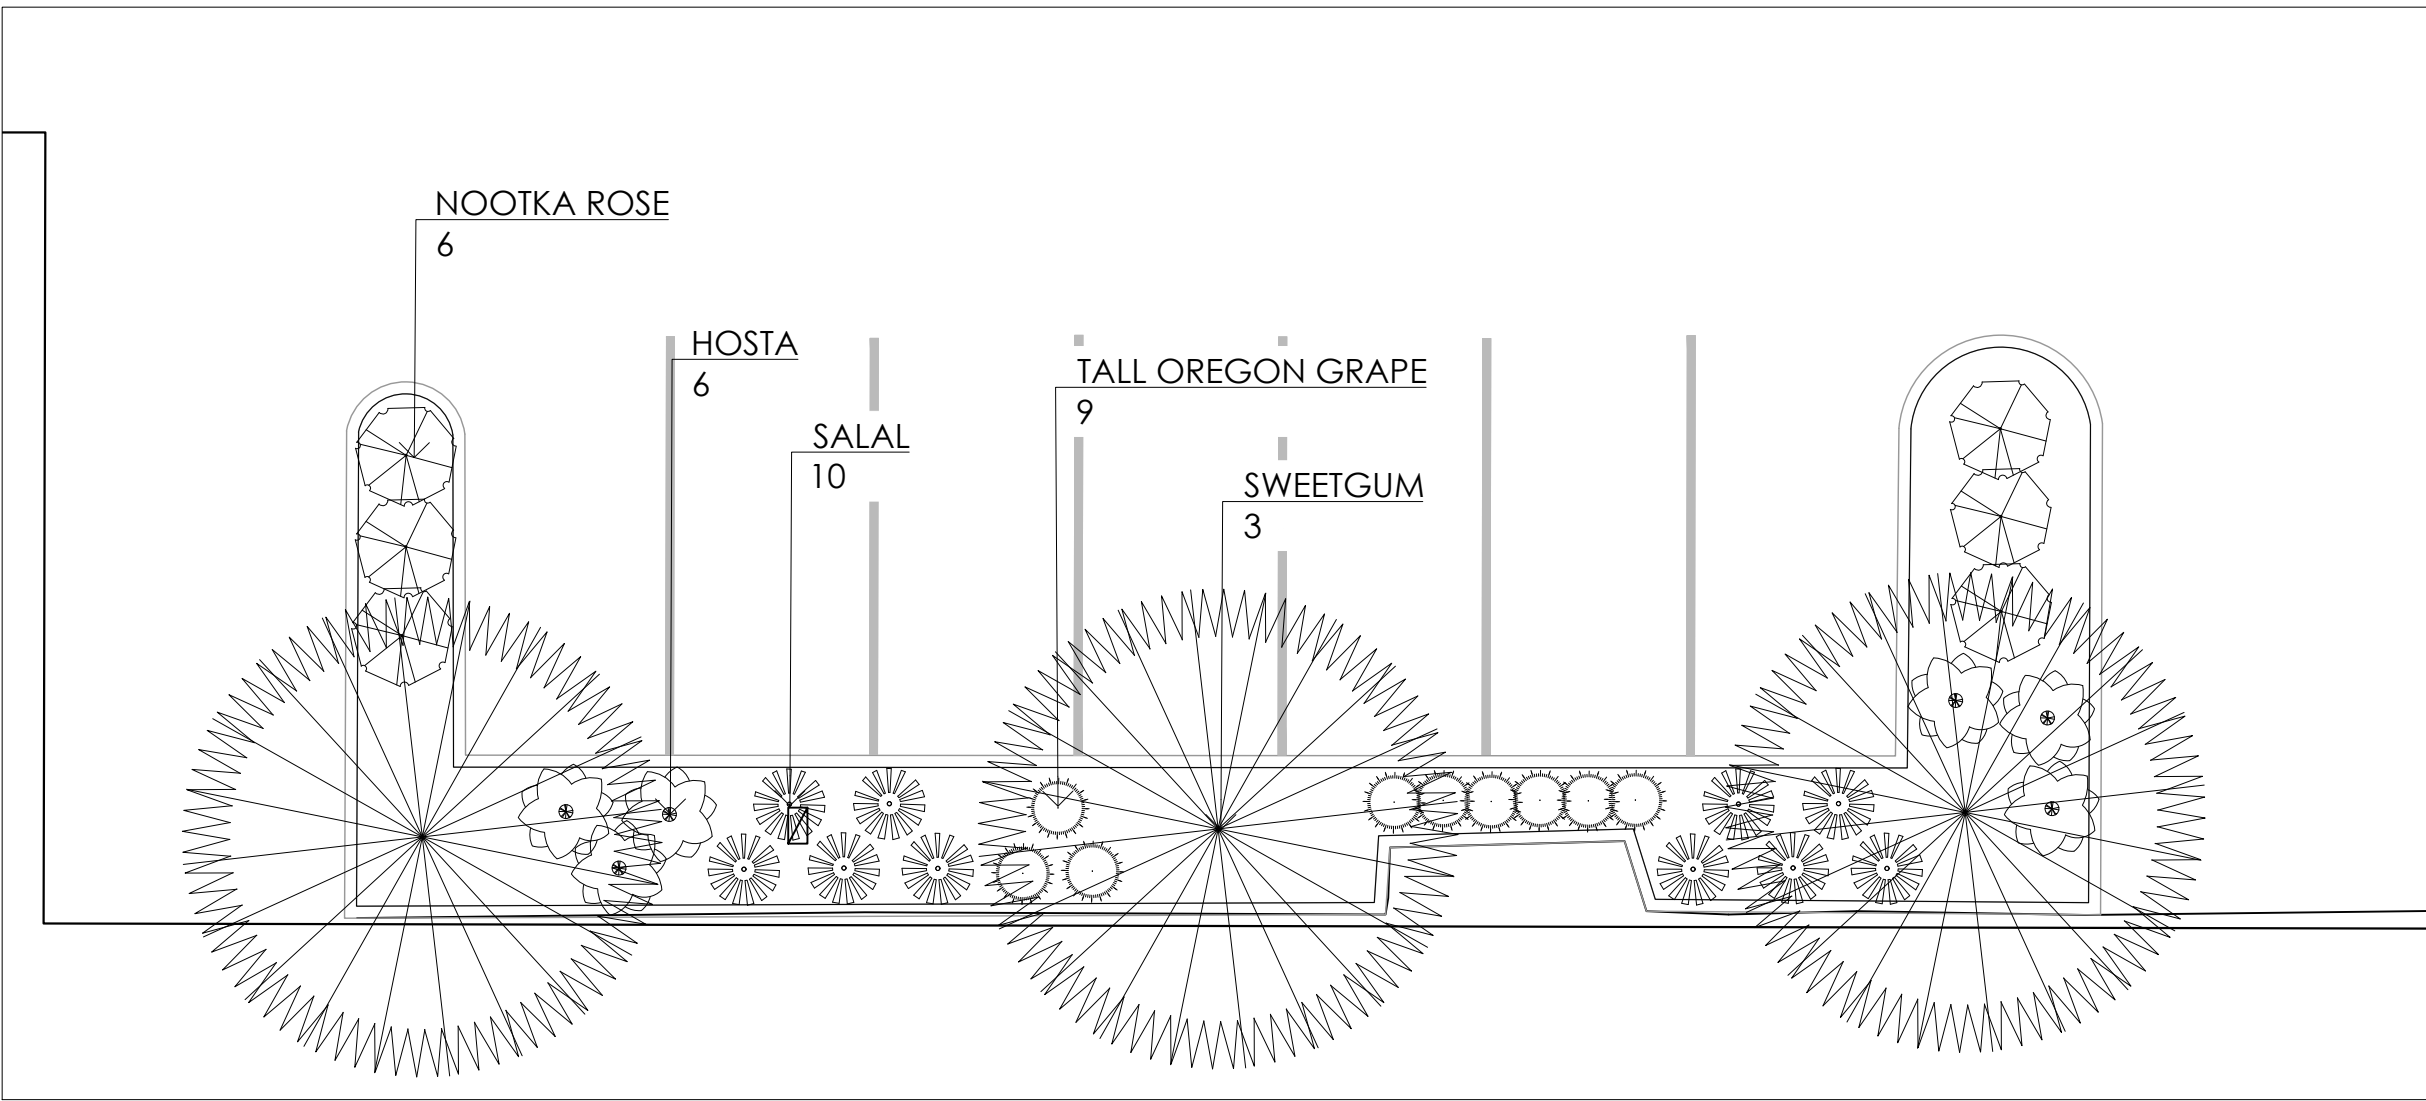 NOOTKA ROSE
6
HOSTA
6
TALL OREGON GRAPE
9
SALAL
10
SWEETGUM
3